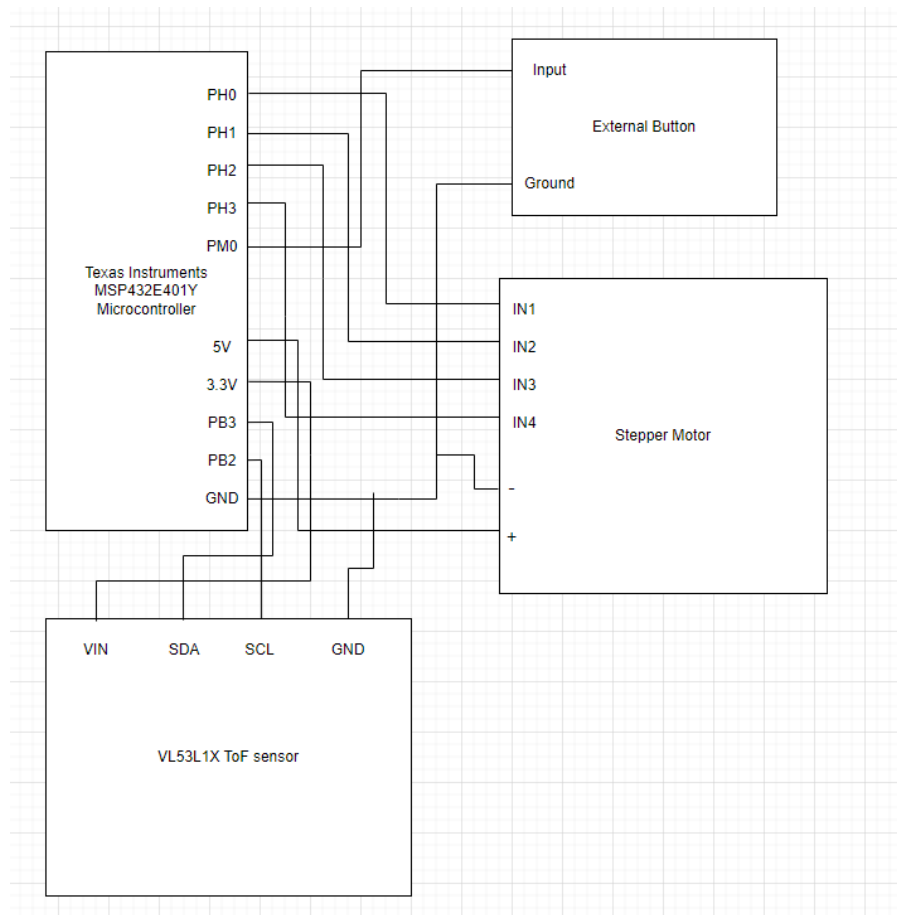 PH0
PH1
PH2
PH3
PM0
Texas Instruments
MSP432E401Y
Microcontroller
5V
3.3V
PB3
PB2
GND
Input
External Button
Ground
IN1
IN2
IN3
IN4
Stepper Motor
-
+
VIN SDA SCL GND
VL53L1X ToF sensor